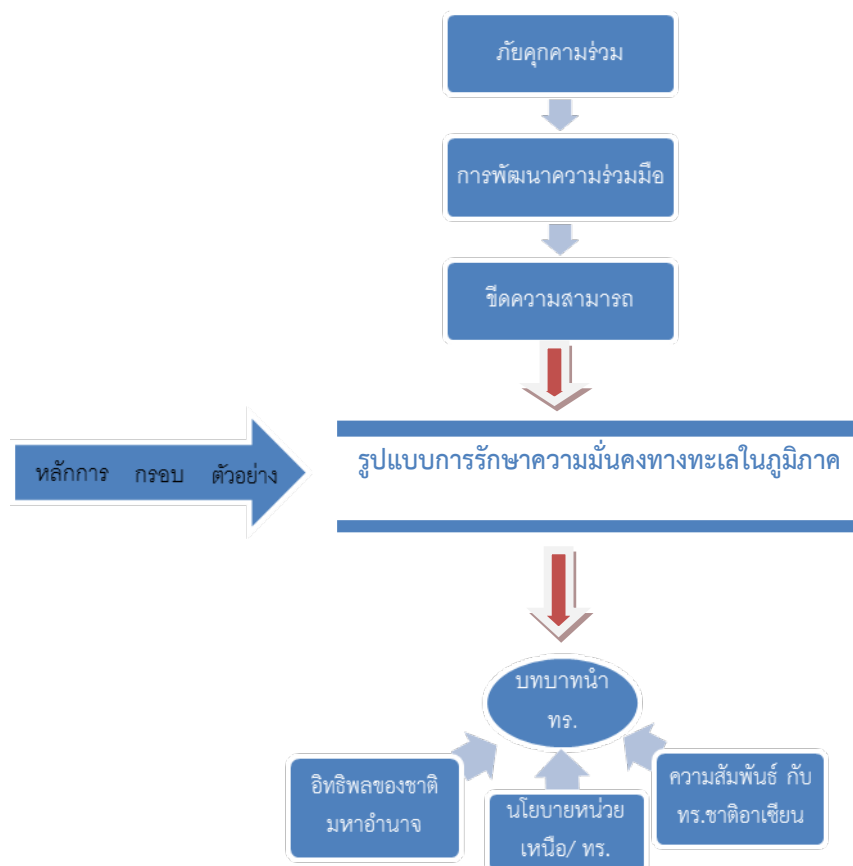 ภัยคุกคามร่วม
การพัฒนาความร่วมมือ
ขีดความสามารถ
หลักการ กรอบ ตัวอย่าง
รูปแบบการรักษาความมั่นคงทางทะเลในภูมิภาค
บทบาทนำ
ทร.
อิทธิพลของชาติ
มหาอำนาจ
นโยบายหน่วย
เหนือ/ ทร.
ความสัมพันธ์ กับ
ทร.ชาติอาเซียน